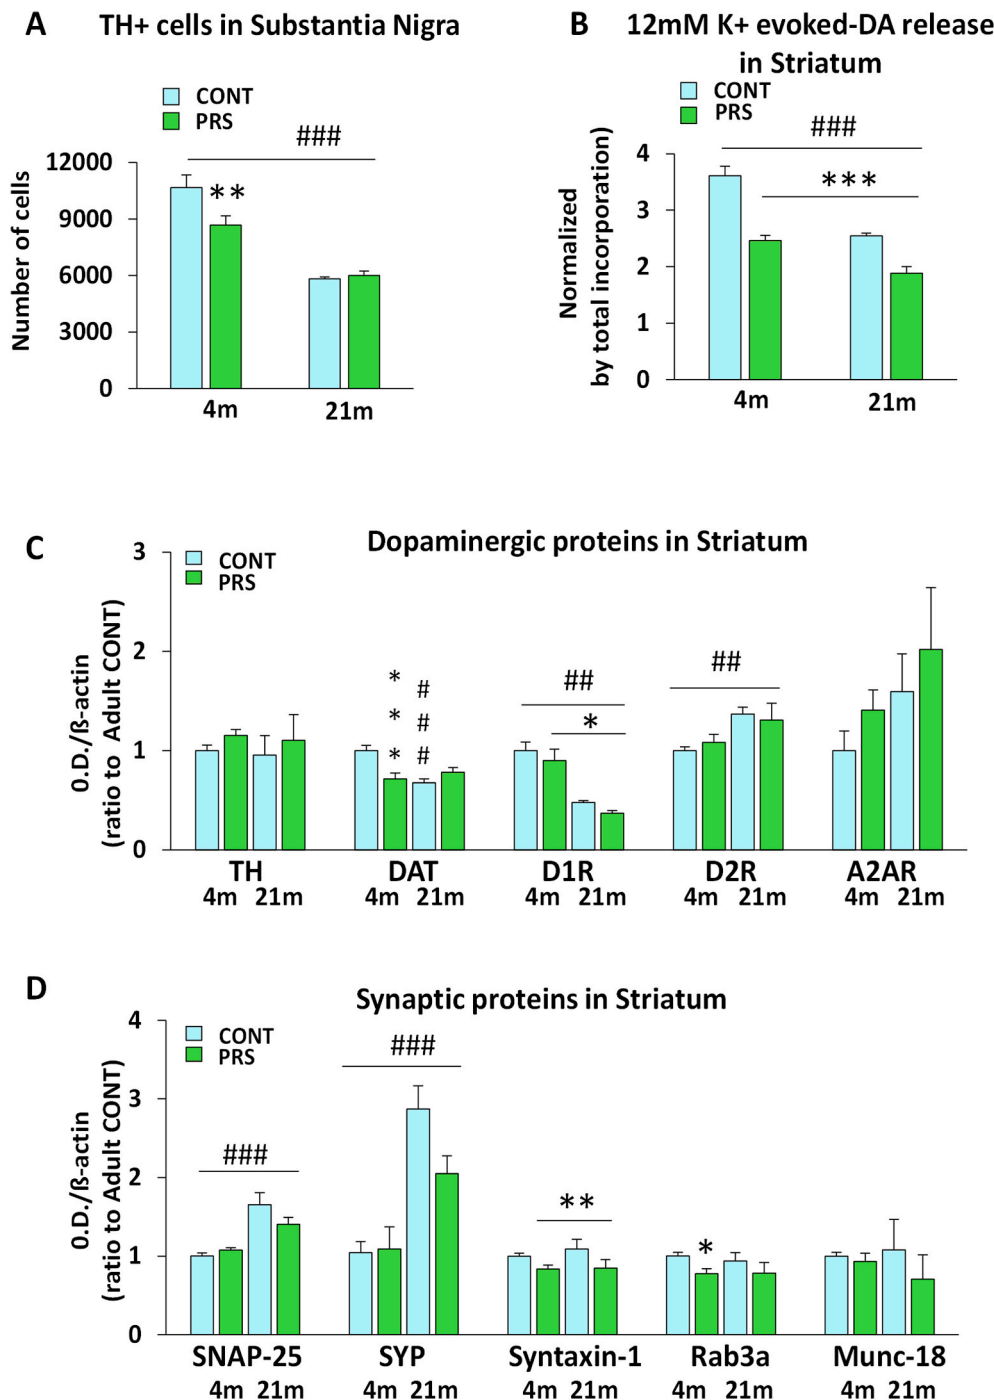 A
TH+ cells in Substantia Nigra
CONT
PRS
###
**
Number of cells
12000
9000
6000
3000
0
4m
21m
B
12mM K+ evoked-DA release
in Striatum
CONT
PRS
###
***
Normalized
by total incorporation)
4
3
2
1
0
4m
21m
C
Dopaminergic proteins in Striatum
CONT
PRS
0.D./ß-actin
(ratio to Adult CONT)
3
2
1
0
***
###
##
*
##
TH
DAT
D1R
D2R
A2AR
4m 21m
4m 21m
4m 21m
4m 21m
4m 21m
D
Synaptic proteins in Striatum
CONT
PRS
0.D./ß-actin
(ratio to Adult CONT)
4
3
2
1
0
###
###
**
*
SNAP-25
SYP
Syntaxin-1
Rab3a
Munc-18
4m 21m
4m 21m
4m 21m
4m 21m
4m 21m